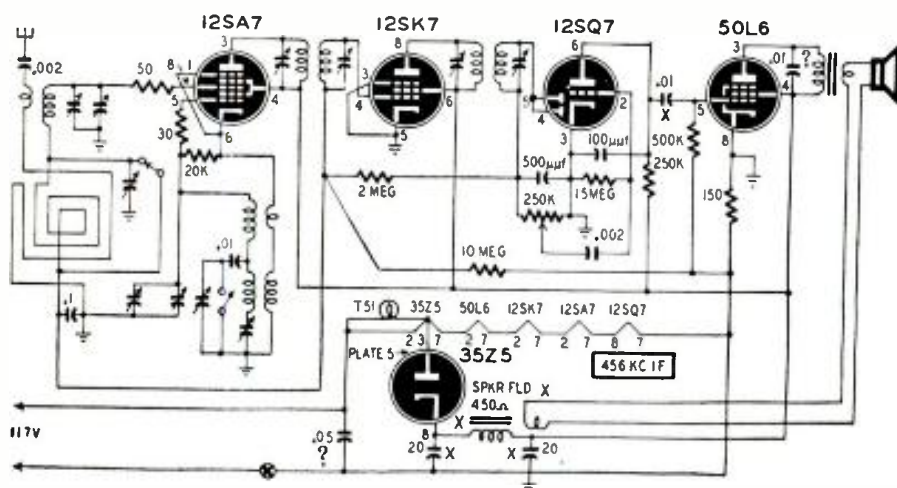 12SA7 12SK7 12SQ7 50L6
3 8 6 3
.002 50 8 1 4 3 6 5 4 2 .01 5 .01 ? 4
5 6 5 3 X 8
30 100μμf 500K
20K 500μμf 250K
2 MEG 15MEG 150
250K
.01 .002
10 MEG
.1
T51 35Z5 50L6 12SK7 12SA7 12SQ7
2 3 7 2 7 2 7 2 7 8 7
PLATE 5 35Z5 456 KC IF
SPKR FLD X
X 450Ω
117V .05 8
? 20 X X 20